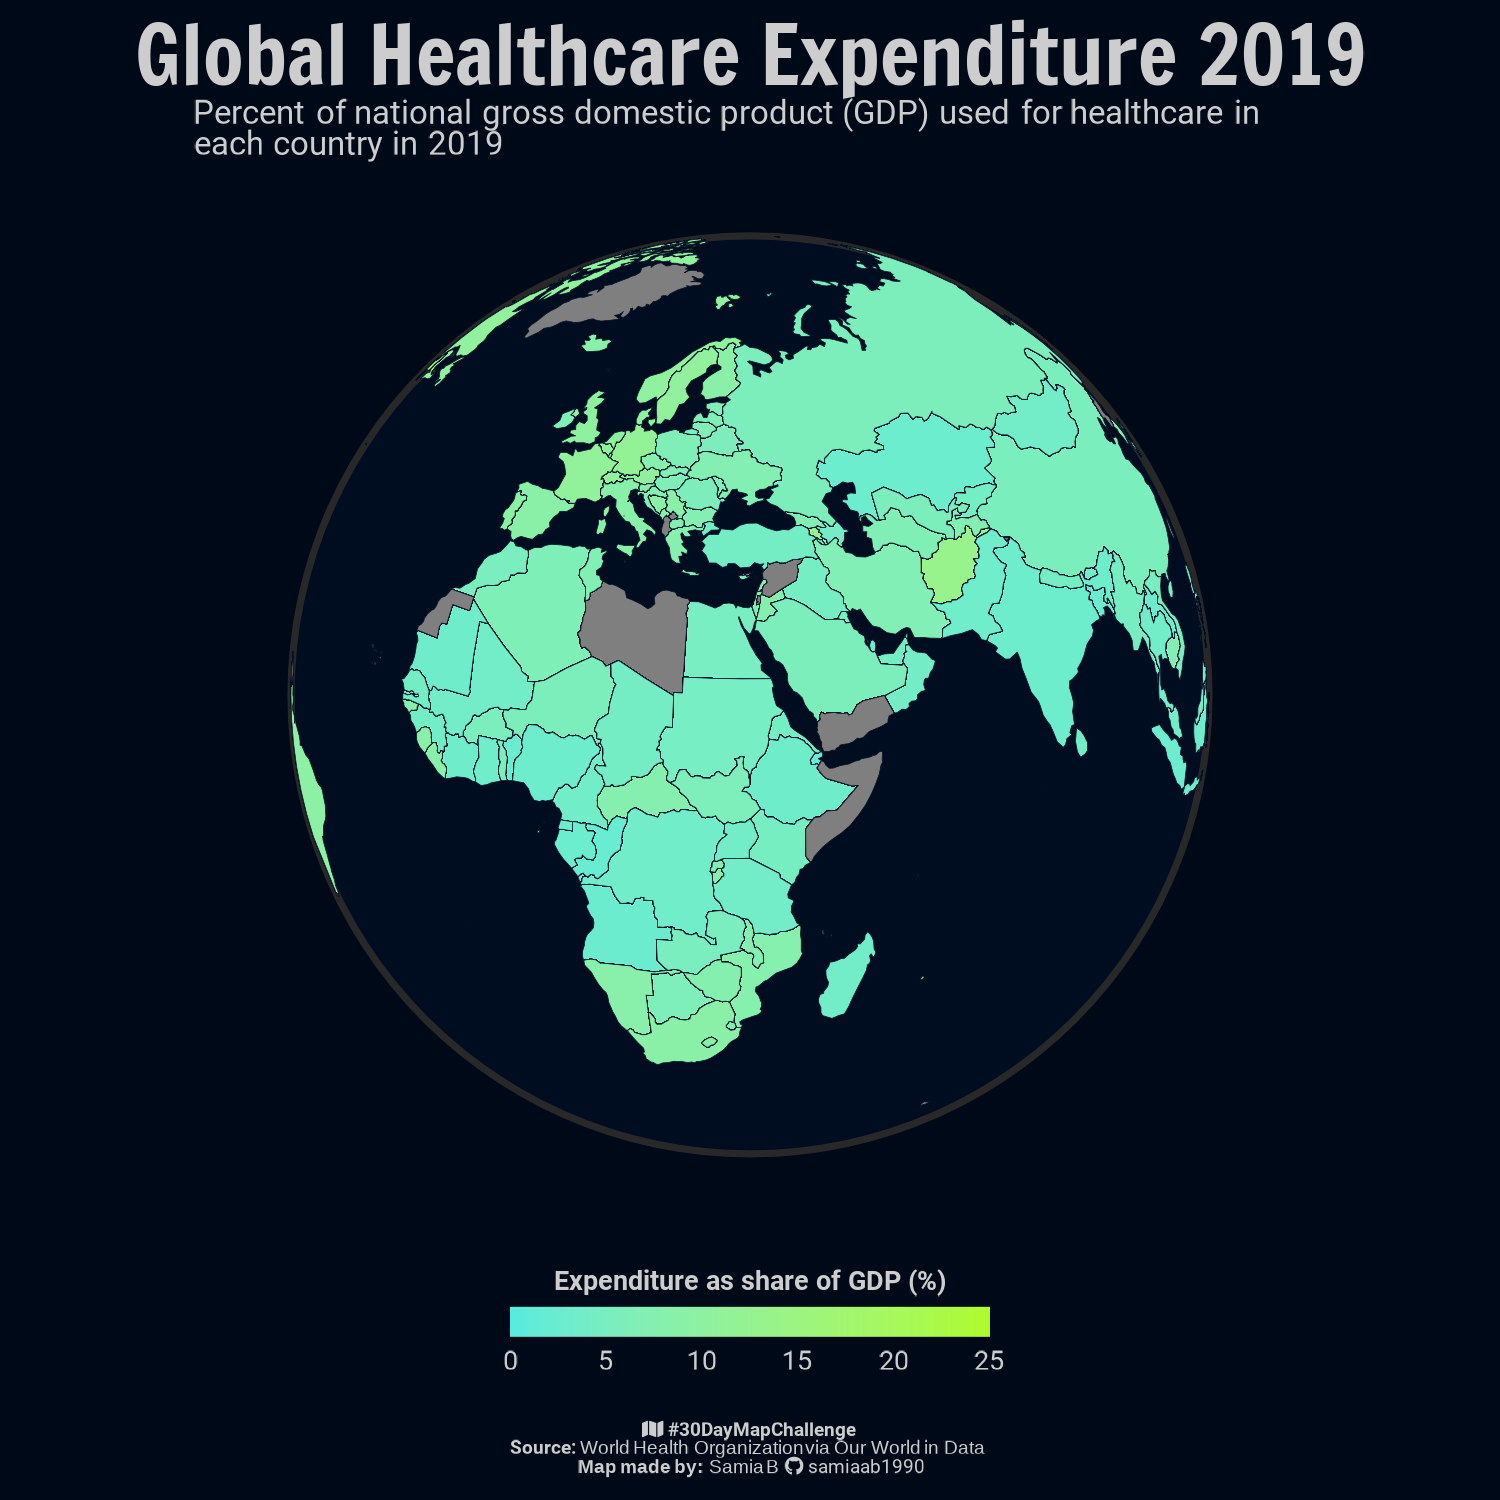 Global Healthcare Expenditure 2019
Percent of national gross domestic product (GDP) used for healthcare in
each country in 2019
Expenditure as share of GDP (%)
0 5 10 15 20 25
#30DayMapChallenge
Source: World Health Organization via Our World in Data
Map made by: Samia B samiaab1990